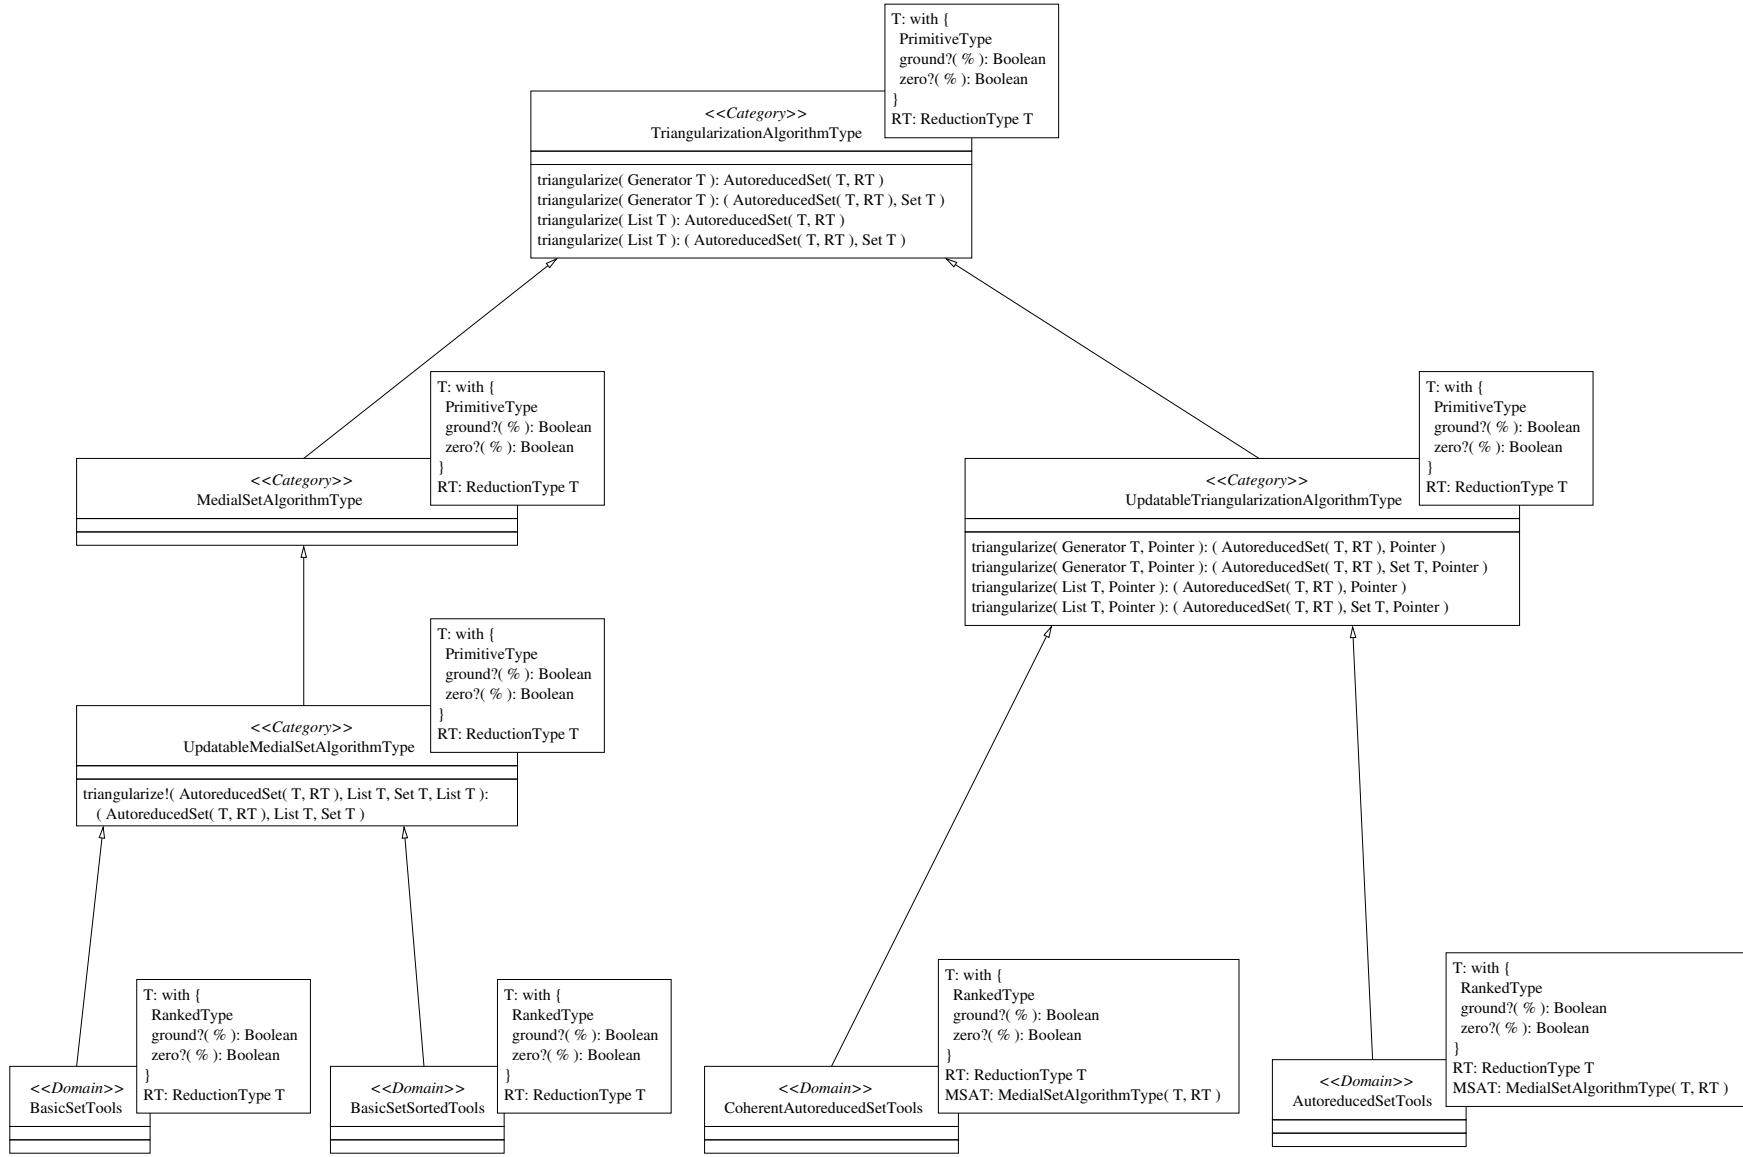 T: with {
PrimitiveType
ground?( % ): Boolean
zero?( % ): Boolean
}
RT: ReductionType T
<<Category>>
TriangularizationAlgorithmType
triangularize( Generator T ): AutoreducedSet( T, RT )
triangularize( Generator T ): ( AutoreducedSet( T, RT ), Set T )
triangularize( List T ): AutoreducedSet( T, RT )
triangularize( List T ): ( AutoreducedSet( T, RT ), Set T )
T: with {
PrimitiveType
ground?( % ): Boolean
zero?( % ): Boolean
}
RT: ReductionType T
<<Category>>
MedialSetAlgorithmType
T: with {
PrimitiveType
ground?( % ): Boolean
zero?( % ): Boolean
}
RT: ReductionType T
<<Category>>
UpdatableTriangularizationAlgorithmType
triangularize( Generator T, Pointer ): ( AutoreducedSet( T, RT ), Pointer )
triangularize( Generator T, Pointer ): ( AutoreducedSet( T, RT ), Set T, Pointer )
triangularize( List T, Pointer ): ( AutoreducedSet( T, RT ), Pointer )
triangularize( List T, Pointer ): ( AutoreducedSet( T, RT ), Set T, Pointer )
T: with {
PrimitiveType
ground?( % ): Boolean
zero?( % ): Boolean
}
RT: ReductionType T
<<Category>>
UpdatableMedialSetAlgorithmType
triangularize!( AutoreducedSet( T, RT ), List T, Set T, List T ):
( AutoreducedSet( T, RT ), List T, Set T )
T: with {
RankedType
ground?( % ): Boolean
zero?( % ): Boolean
}
RT: ReductionType T
<<Domain>>
BasicSetTools
T: with {
RankedType
ground?( % ): Boolean
zero?( % ): Boolean
}
RT: ReductionType T
<<Domain>>
BasicSetSortedTools
T: with {
RankedType
ground?( % ): Boolean
zero?( % ): Boolean
}
RT: ReductionType T
MSAT: MedialSetAlgorithmType( T, RT )
<<Domain>>
CoherentAutoreducedSetTools
T: with {
RankedType
ground?( % ): Boolean
zero?( % ): Boolean
}
RT: ReductionType T
MSAT: MedialSetAlgorithmType( T, RT )
<<Domain>>
AutoreducedSetTools